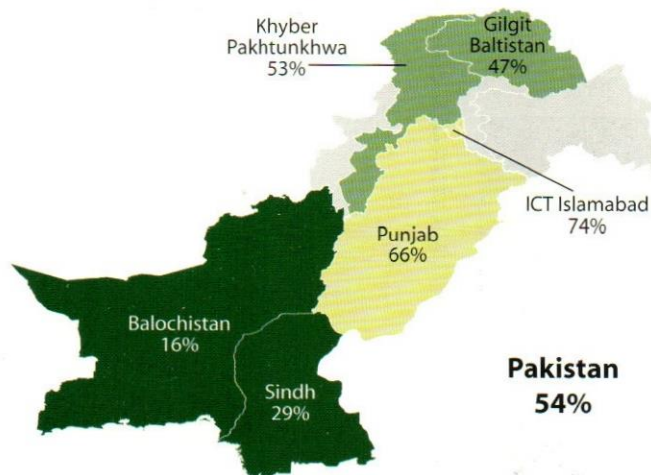 Khyber
Pakhtunkhwa
53%
Gilgit
Baltistan
47%
ICT Islamabad
74%
Punjab
66%
Balochistan
16%
Sindh
29%
Pakistan
54%